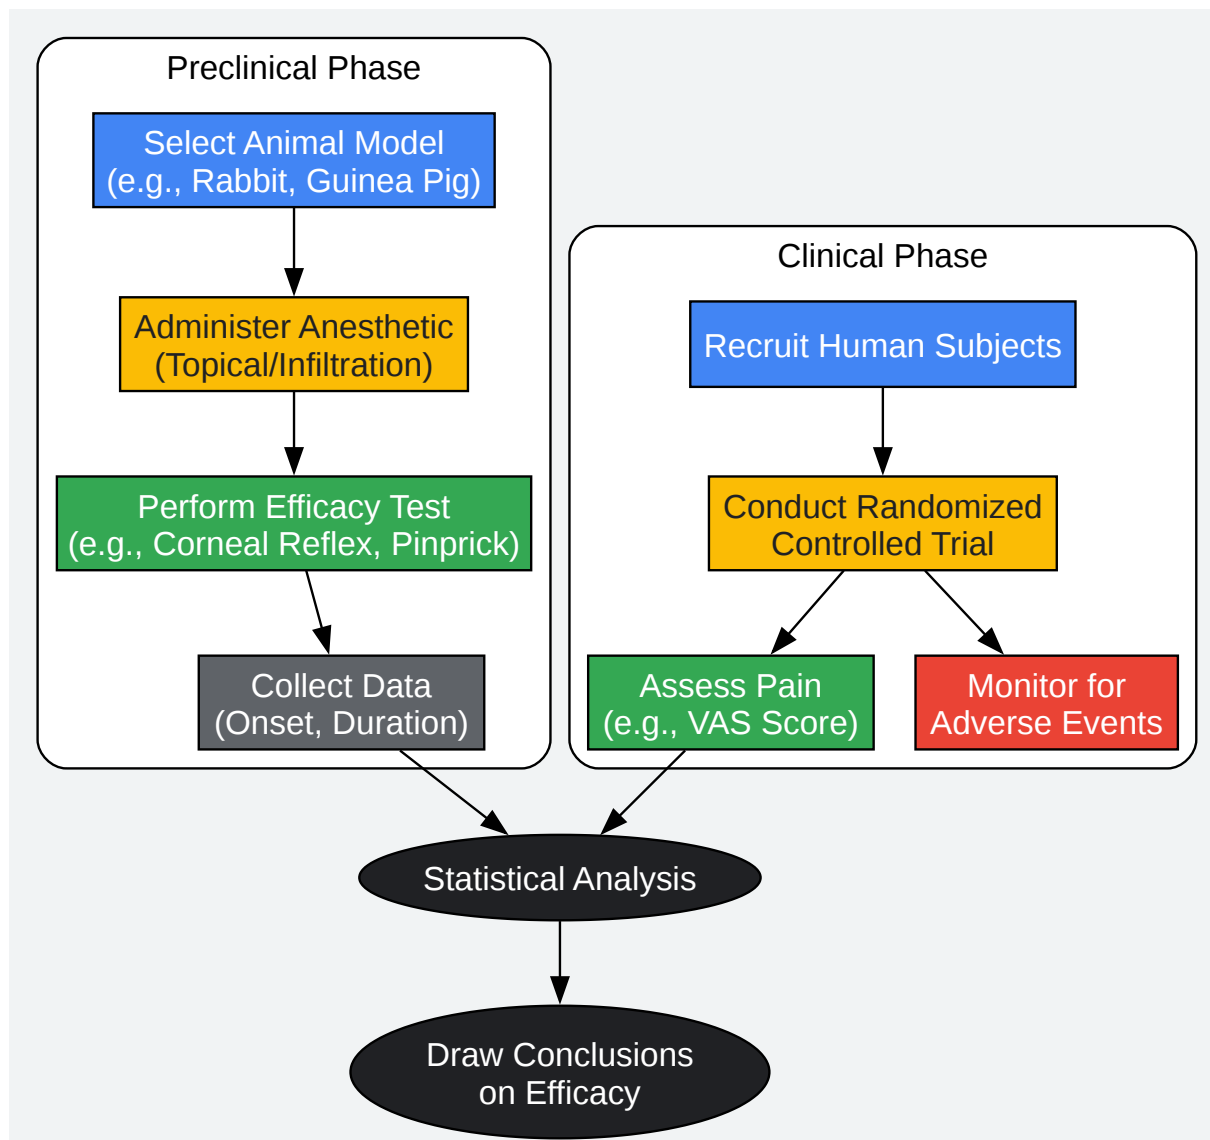 Preclinical Phase
Select Animal Model
(e.g., Rabbit, Guinea Pig)
Administer Anesthetic
(Topical/Infiltration)
Perform Efficacy Test
(e.g., Corneal Reflex, Pinprick)
Collect Data
(Onset, Duration)
Clinical Phase
Recruit Human Subjects
Conduct Randomized
Controlled Trial
Assess Pain
(e.g., VAS Score)
Monitor for
Adverse Events
Statistical Analysis
Draw Conclusions
on Efficacy